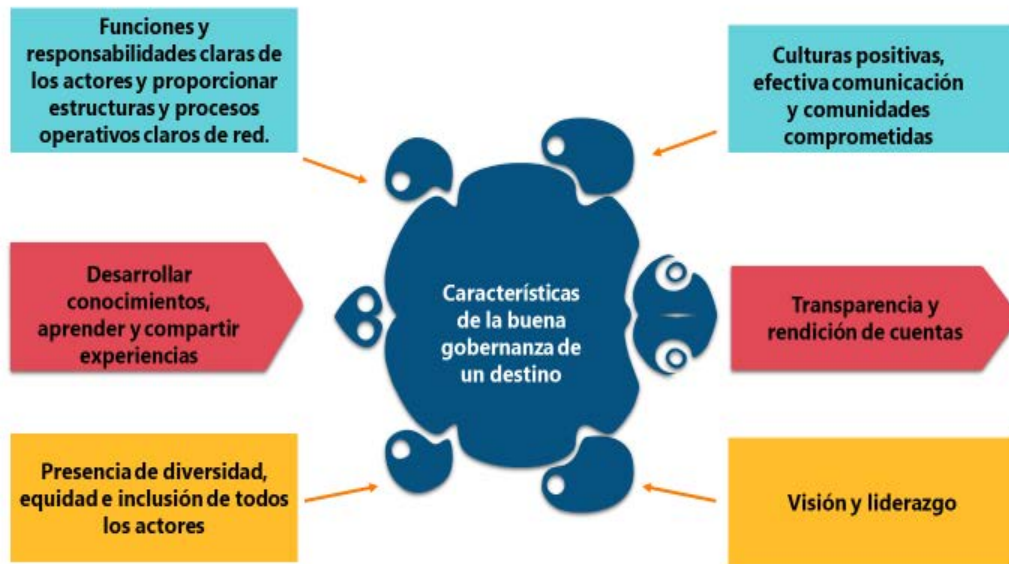 Funciones y
responsabilidades claras de
los actores y proporcionar
estructuras y procesos
operativos claros de red.
Culturas positivas,
efectiva comunicación
y comunidades
comprometidas
Desarrollar
conocimientos,
aprender y compartir
experiencias
Características
de la buena
gobernanza de
un destino
Transparencia y
rendición de cuentas
Presencia de diversidad,
equidad e inclusión de todos
los actores
Visión y liderazgo